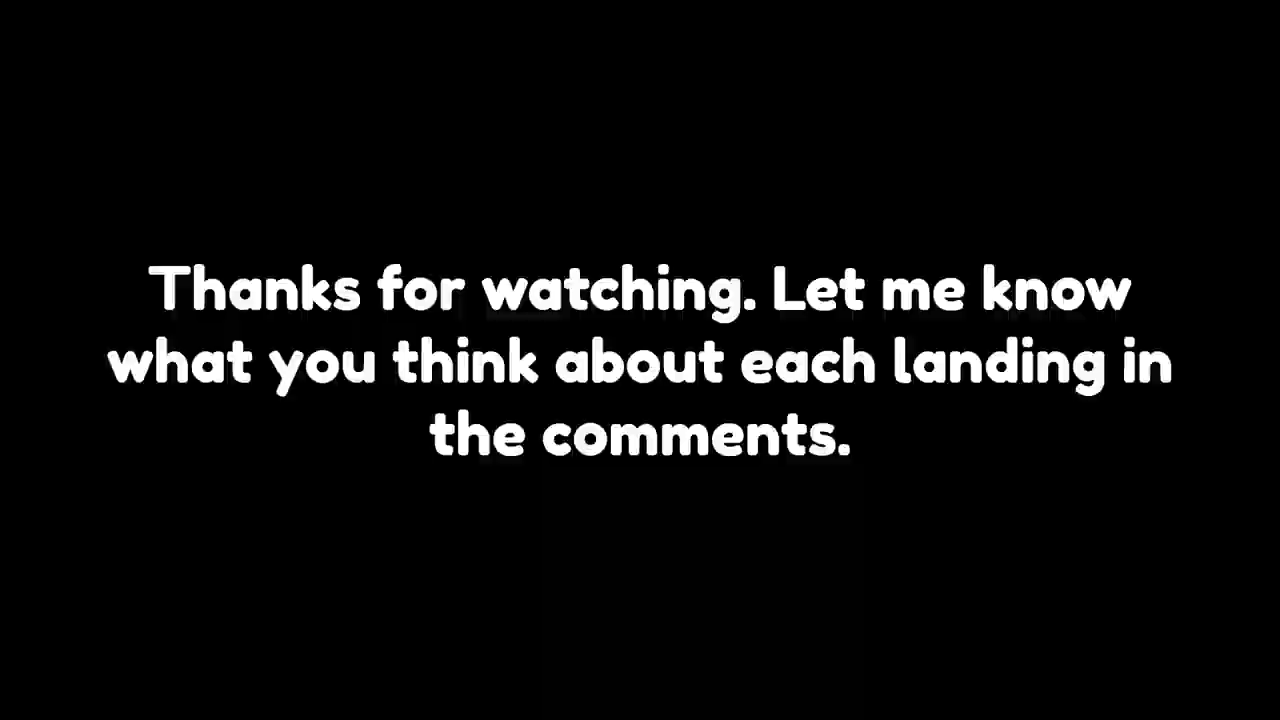 Thanks for watching. Let me know
what you think about each landing in
the comments.